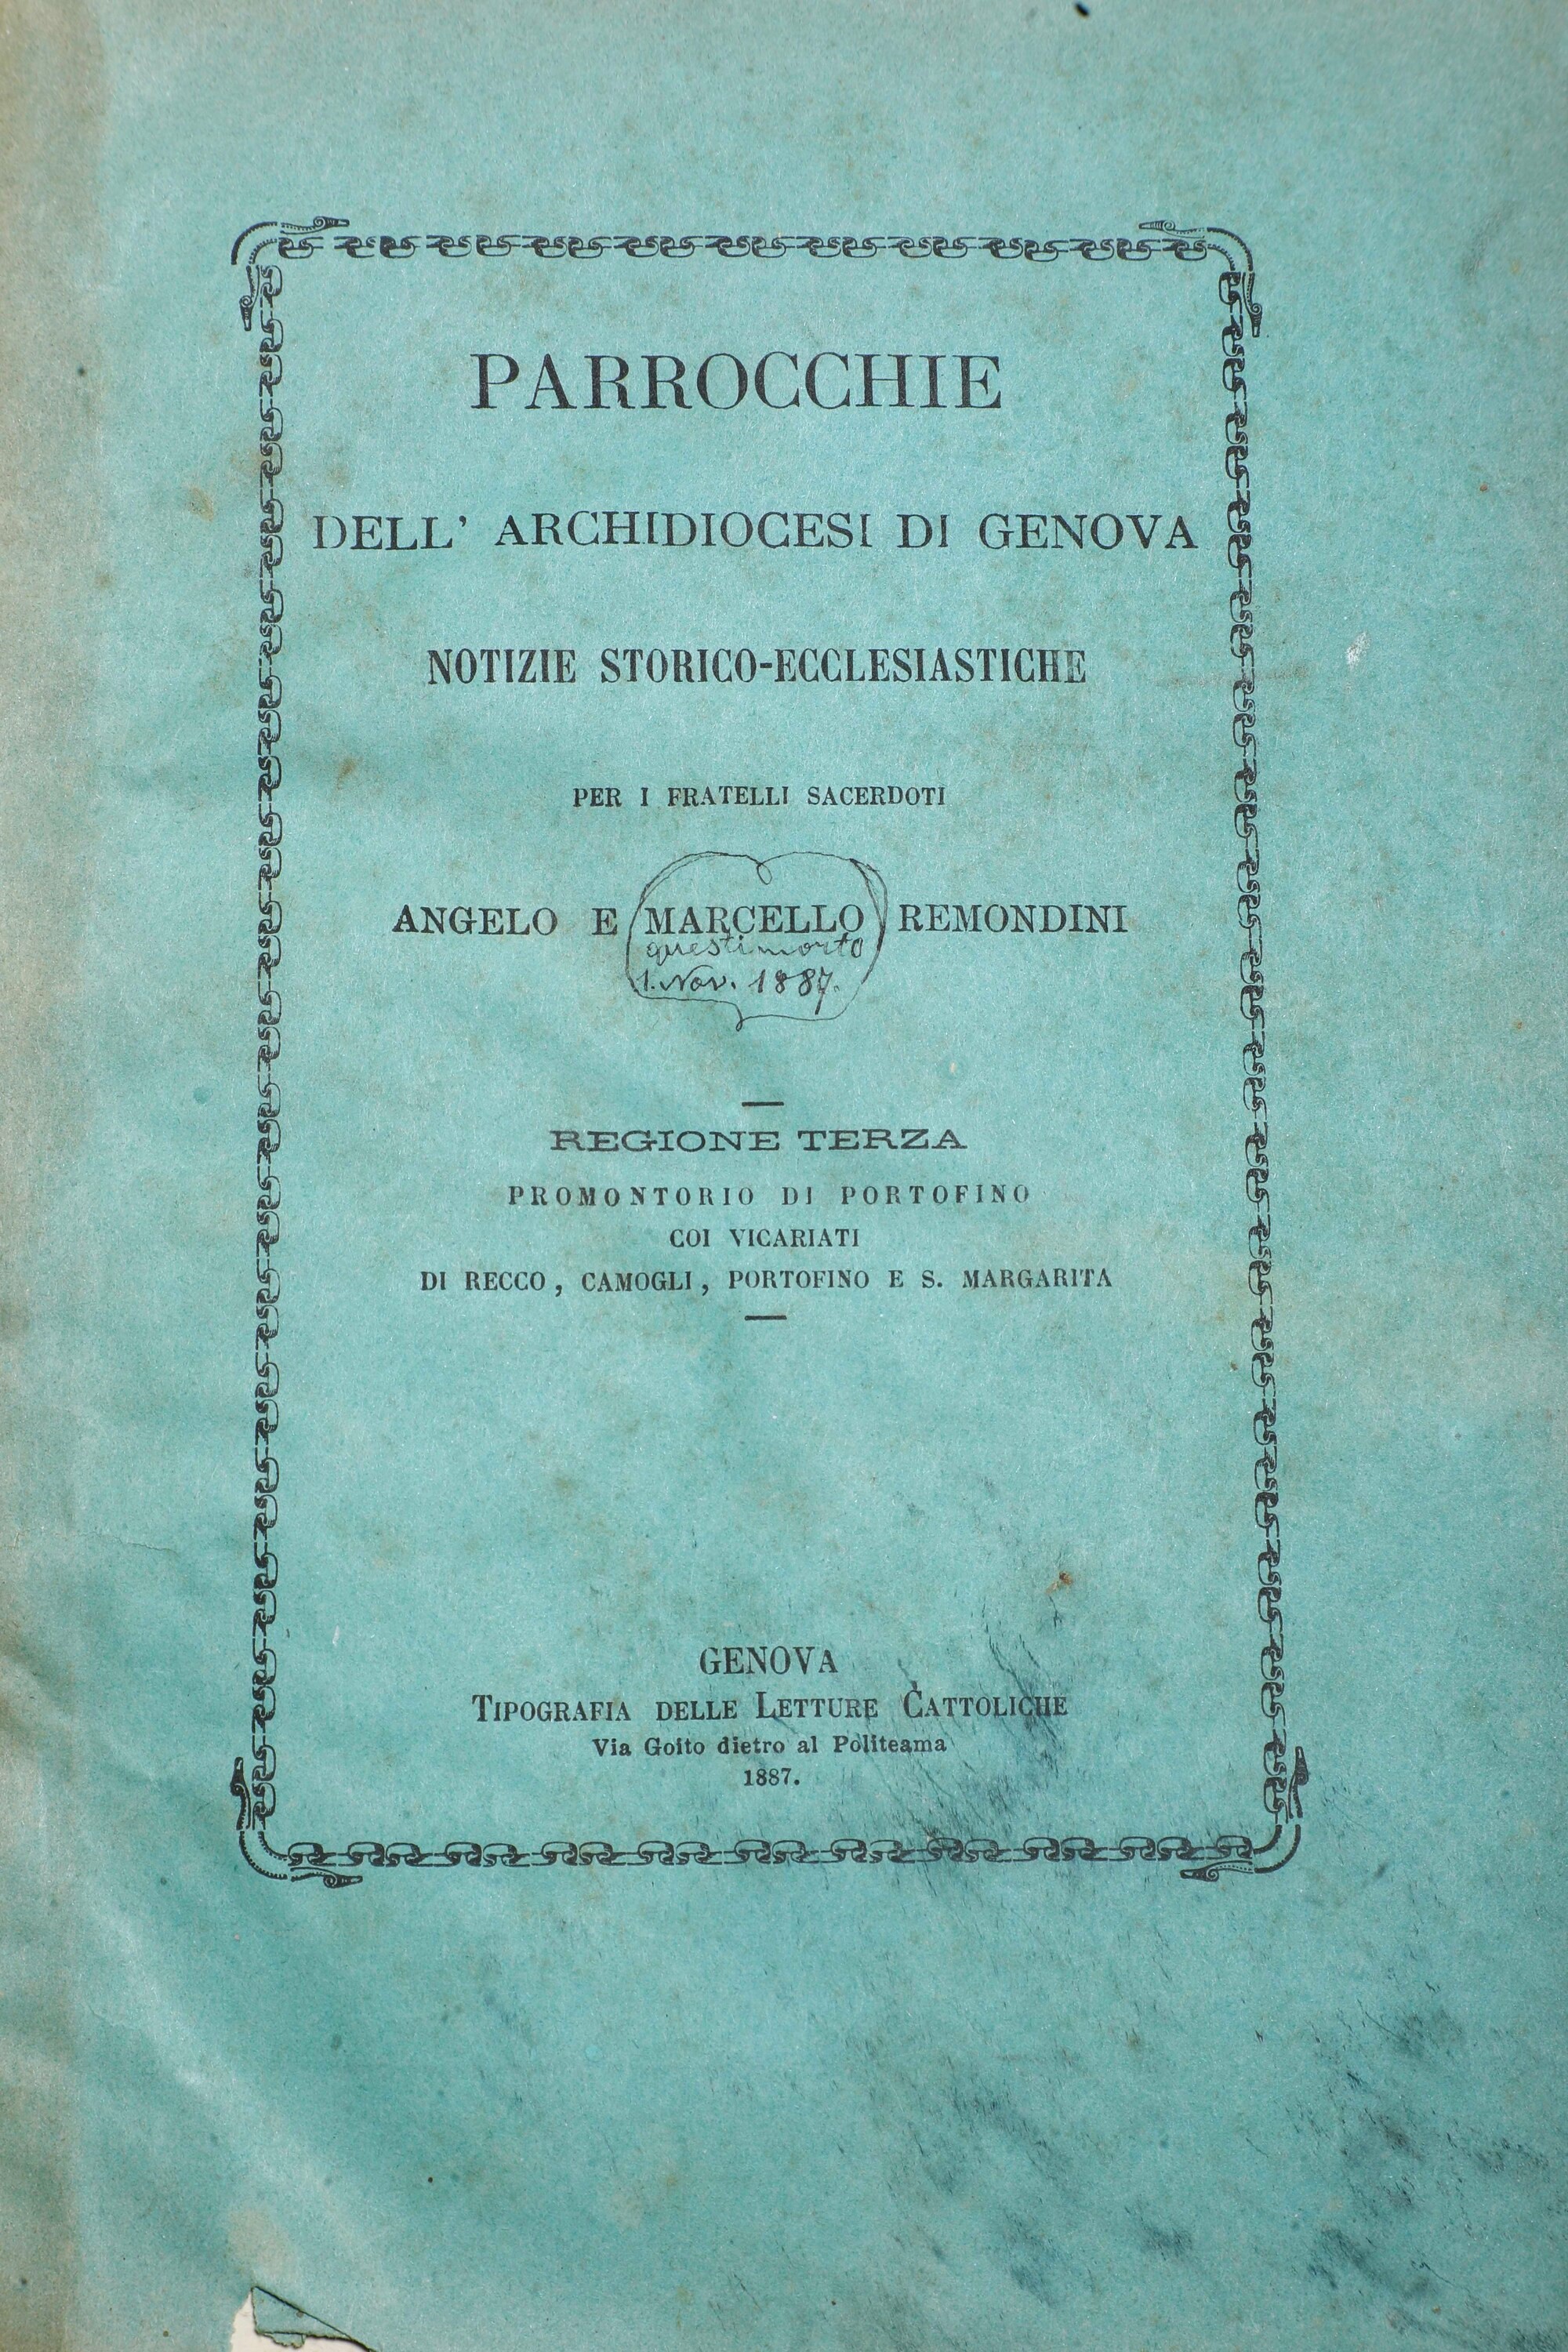 PARROCCHIE
DELL' ARCHIDIOCESI DI GENOVA
NOTIZIE STORICO-ECCLESIASTICHE
PER I FRATELLI SACERDOTI
ANGELO E MARCELLO REMONDINI
questi morto
1. Nov. 1887.
REGIONE TERZA
PROMONTORIO DI PORTOFINO
COI VICARIATI
DI RECCO, CAMOGLI, PORTOFINO E S. MARGARITA
GENOVA
TIPOGRAFIA DELLE LETTURE CATTOLICHE
Via Goito dietro al Politeama
1887.